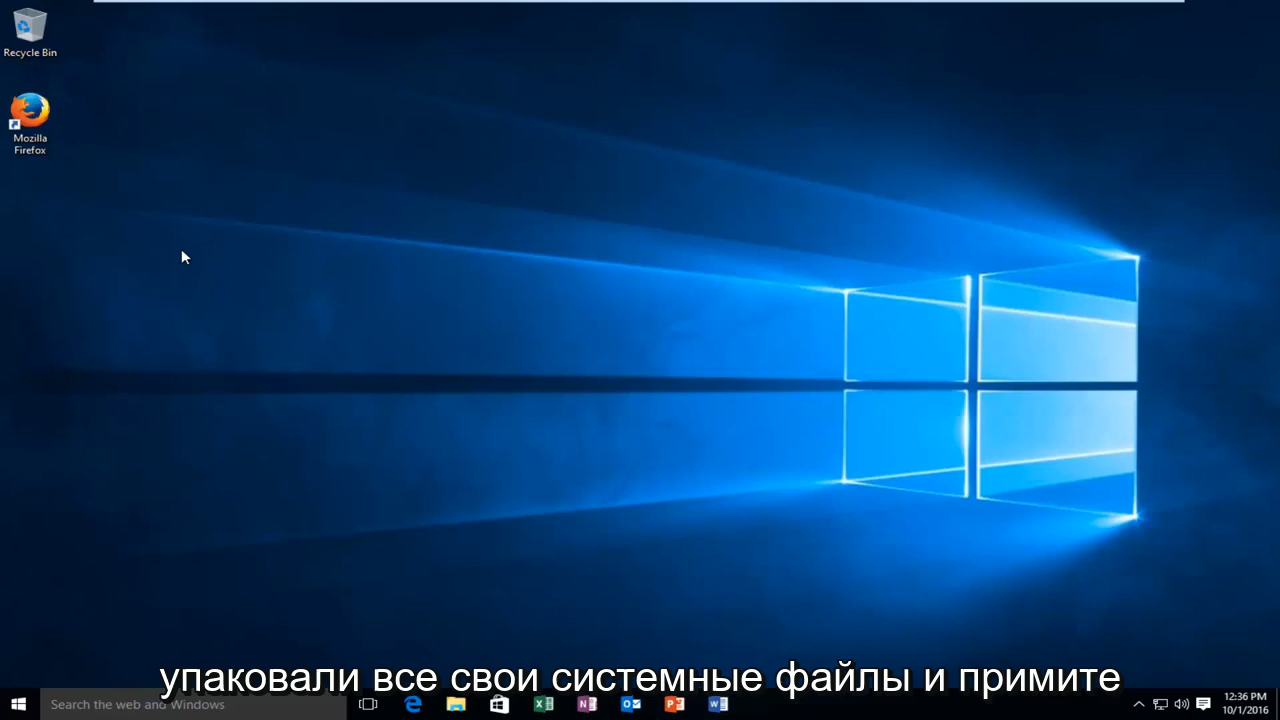 Recycle Bin
Mozilla
Firefox
упаковали все свои системные файлы и примите
Search the web and Windows
12:36 PM
10/1/2016